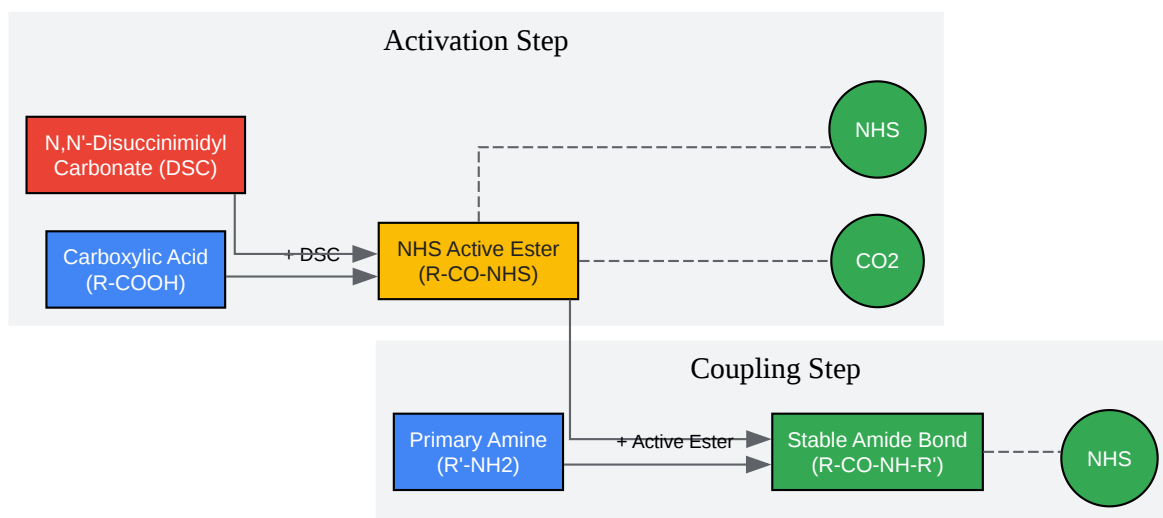 Activation Step
N,N'-Disuccinimidyl
Carbonate (DSC)
NHS
Carboxylic Acid
(R-COOH)
+ DSC
NHS Active Ester
(R-CO-NHS)
CO2
Coupling Step
Primary Amine
(R'-NH2)
+ Active Ester
Stable Amide Bond
(R-CO-NH-R')
NHS